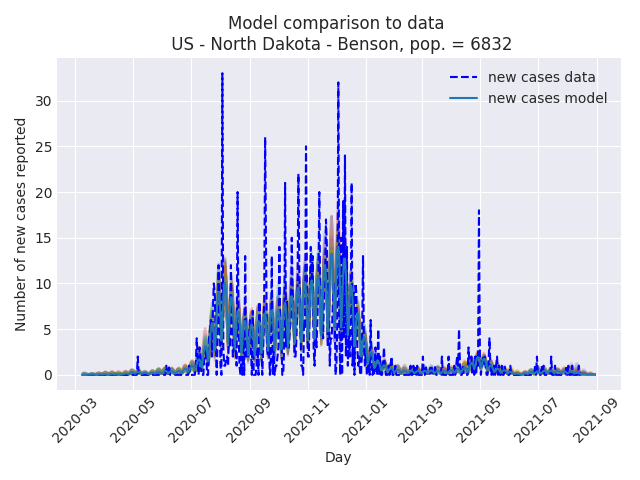 Model comparison to data
US - North Dakota - Benson, pop. = 6832
new cases data
new cases model
Number of new cases reported
30
25
20
15
10
5
0
2020-03
2020-05
2020-07
2020-09
2020-11
2021-01
2021-03
2021-05
2021-07
2021-09
Day